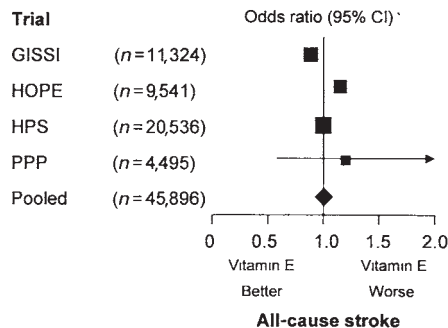 Trial Odds ratio (95% CI)
GISSI (n=11,324)
HOPE (n=9,541)
HPS (n=20,536)
PPP (n=4,495)
Pooled (n=45,896)
0 0.5 1.0 1.5 2.0
Vitamin E Vitamin E
Better Worse
All-cause stroke